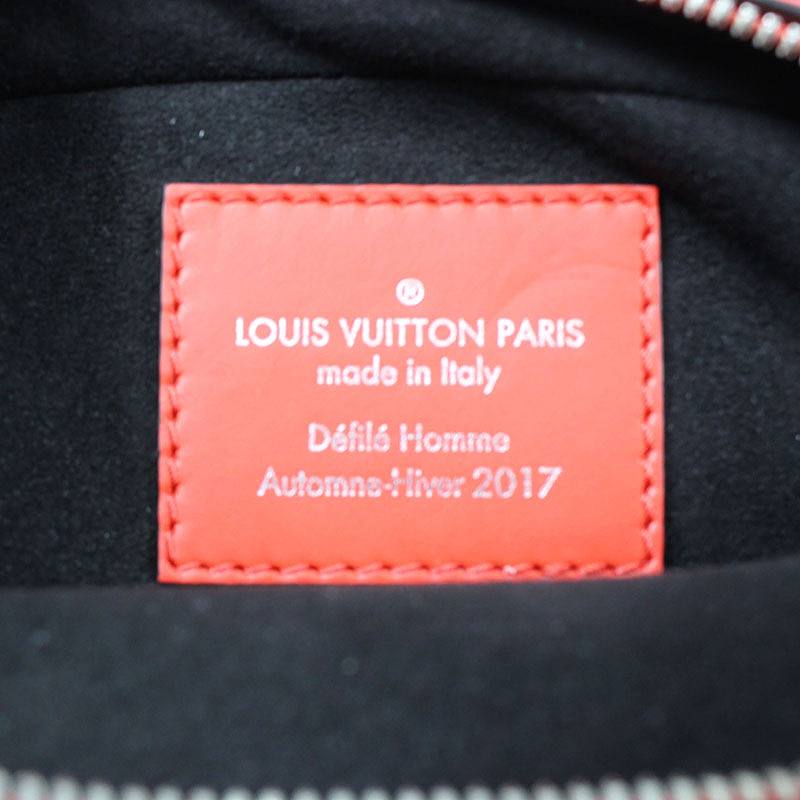 ®
LOUIS VUITTON PARIS
made in Italy
Défilé Homme
Automne-Hiver 2017